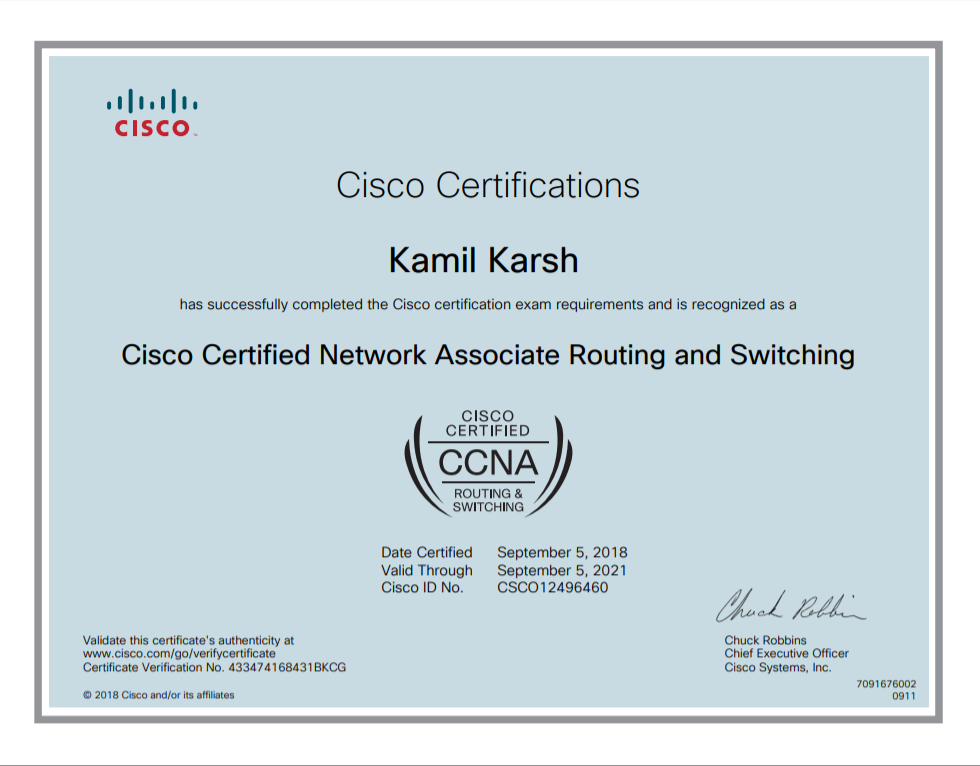 CISCO
Cisco Certifications
Kamil Karsh
has successfully completed the Cisco certification exam requirements and is recognized as a
Cisco Certified Network Associate Routing and Switching
CISCO
CERTIFIED
CCNA
ROUTING &
SWITCHING
Date Certified September 5, 2018
Valid Through September 5, 2021
Cisco ID No. CSCO12496460
Chuck Robbins
Validate this certificate's authenticity at
www.cisco.com/go/verifycertificate
Certificate Verification No. 433474168431BKCG
© 2018 Cisco and/or its affiliates
Chuck Robbins
Chief Executive Officer
Cisco Systems, Inc.
7091676002
0911